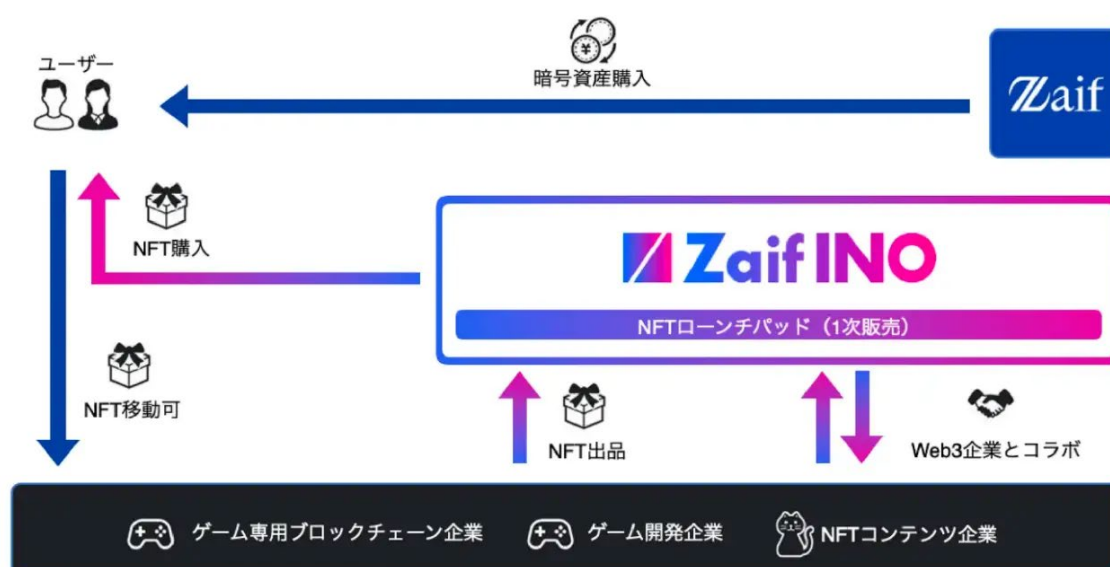 ユーザー
暗号資産購入
Zaif
NFT購入
Zaif INO
NFTローンチパッド（1次販売）
NFT移動可
NFT出品
Web3企業とコラボ
ゲーム専用ブロックチェーン企業
ゲーム開発企業
NFTコンテンツ企業